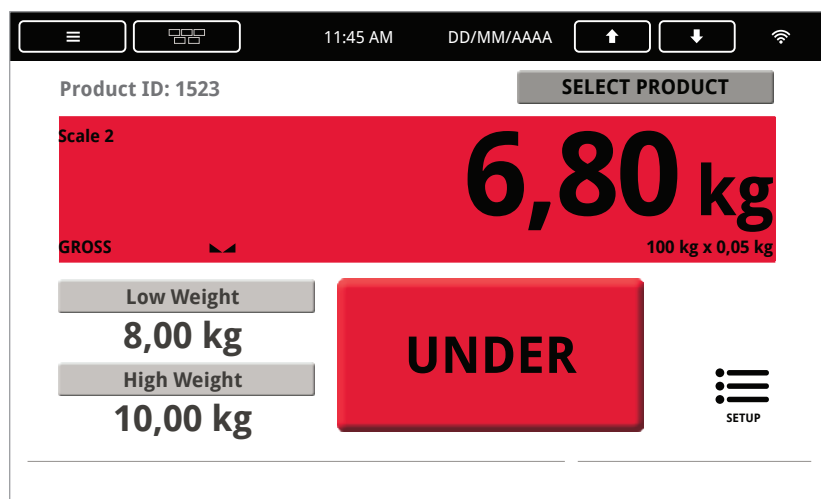 11:45 AM DD/MM/AAAA
Product ID: 1523 SELECT PRODUCT
Scale 2
6,80 kg
GROSS 100 kg x 0,05 kg
Low Weight
8,00 kg
UNDER
High Weight
10,00 kg
SETUP